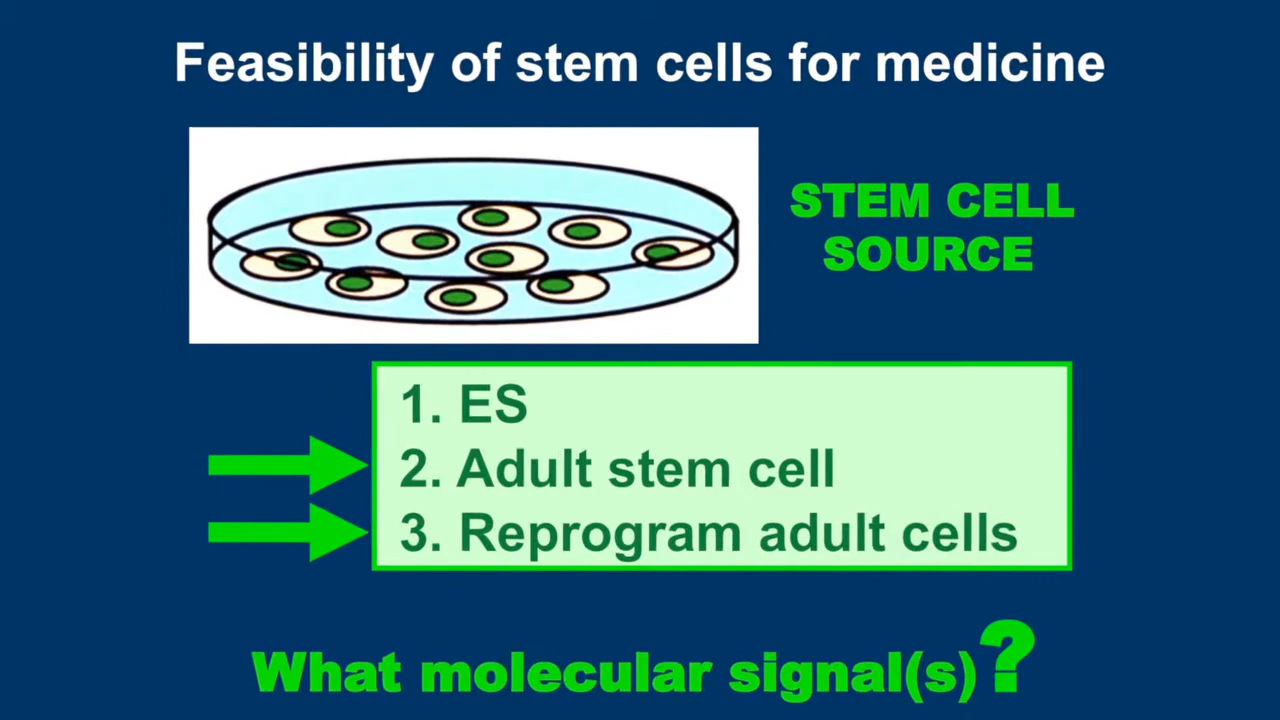 Feasibility of stem cells for medicine
STEM CELL
SOURCE
1. ES
2. Adult stem cell
3. Reprogram adult cells
What molecular signal(s)?